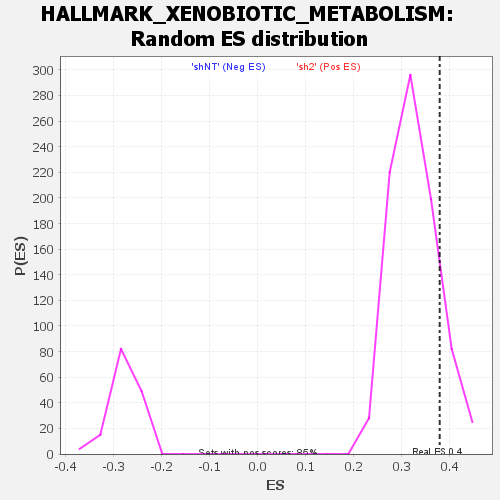 HALLMARK_XENOBIOTIC_METABOLISM:
Random ES distribution
'shNT' (Neg ES) 'sh2' (Pos ES)
300
280
260
240
220
200
180
160
140
120
100
80
60
40
20
0
P(ES)
Sets with pos scores: 85%
Real ES 0.4
-0.4 -0.3 -0.2 -0.1 0.0 0.1 0.2 0.3 0.4
ES